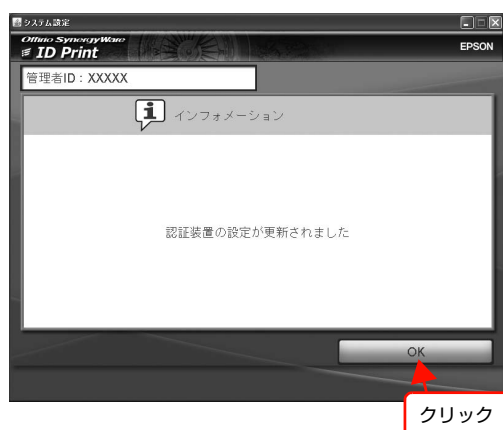 システム設定
Offirio SynergyWare
ID Print
EPSON
管理者ID：XXXXX
インフォメーション
認証装置の設定が更新されました
OK
クリック